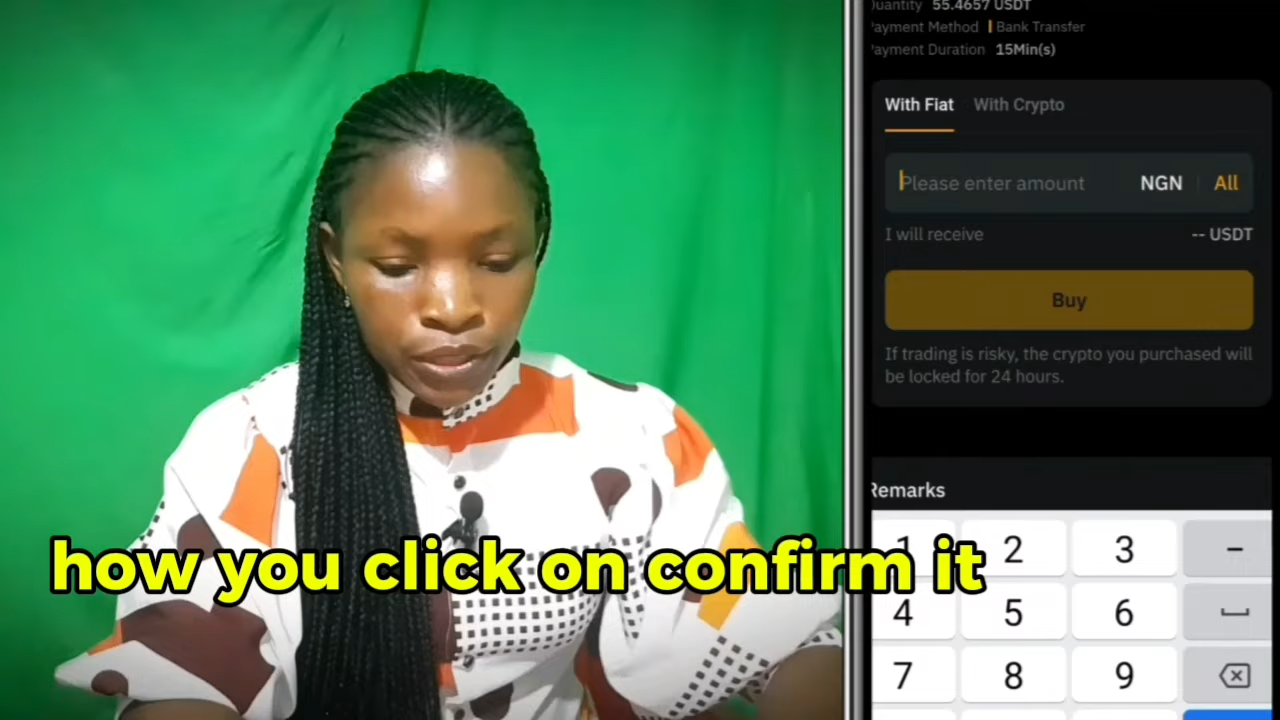 Quantity 55.4657 USDT
Payment Method Bank Transfer
Payment Duration 15Min(s)
With Fiat With Crypto
Please enter amount NGN All
I will receive -- USDT
Buy
If trading is risky, the crypto you purchased will
be locked for 24 hours.
Remarks
how you click on confirm it
1 2 3 -
4 5 6
7 8 9